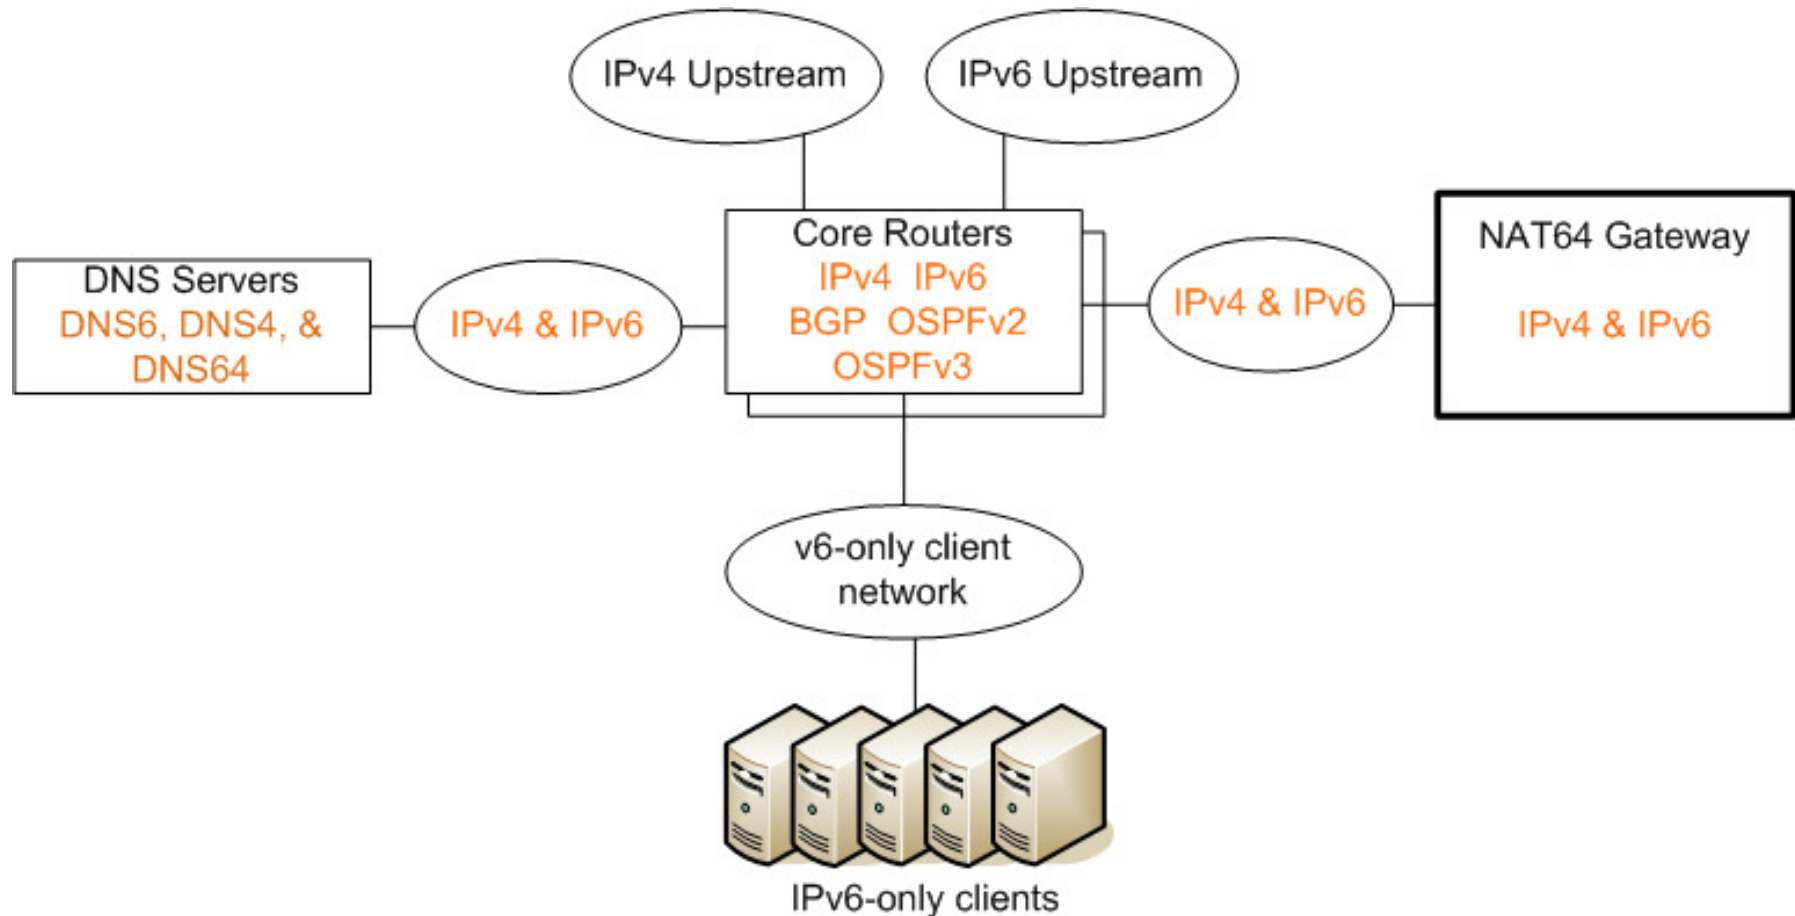 IPv4 Upstream
IPv6 Upstream
Core Routers
IPv4 IPv6
BGP OSPFv2
OSPFv3
DNS Servers
DNS6, DNS4, &
DNS64
IPv4 & IPv6
IPv4 & IPv6
NAT64 Gateway
IPv4 & IPv6
v6-only client
network
IPv6-only clients